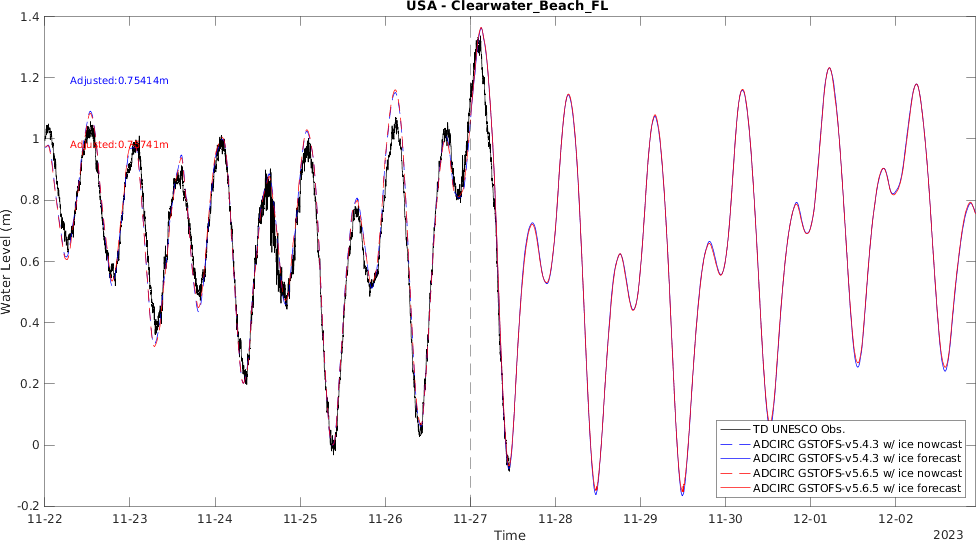 USA - Clearwater_Beach_FL
1.4
1.2
1
0.8
0.6
0.4
0.2
0
-0.2
Water Level (m)
Adjusted:0.75414m
11-22
11-23
11-24
11-25
11-26
11-27
11-28
11-29
11-30
12-01
12-02
Time
2023
TD UNESCO Obs.
ADCIRC GSTOFS-v5.4.3 w/ ice nowcast
ADCIRC GSTOFS-v5.4.3 w/ ice forecast
ADCIRC GSTOFS-v5.6.5 w/ ice nowcast
ADCIRC GSTOFS-v5.6.5 w/ ice forecast